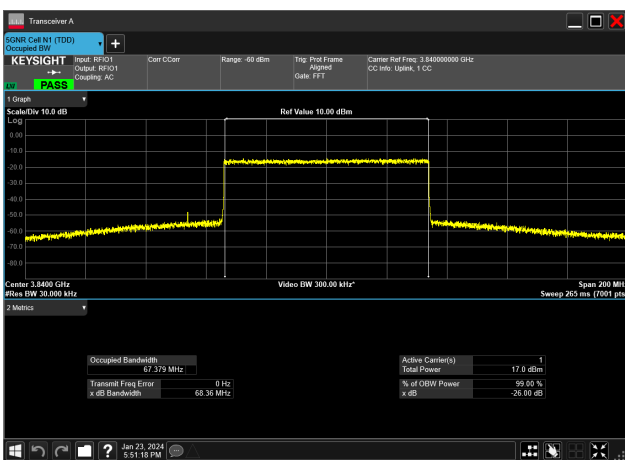 Transceiver A
5GNR Cell N1 (TDD)
Occupied BW
KEYSIGHT
Input: RFIO1
Output: RFIO1
Coupling: AC
Corr CCorr
Range: -60 dBm
Trig: Prot Frame
Aligned
Gate: FFT
Carrier Ref Freq: 3.840000000 GHz
CC Info: Uplink, 1 CC
PASS
1 Graph
Scale/Div 10.0 dB
Ref Value 10.00 dBm
Log
0.00
-10.0
-20.0
-30.0
-40.0
-50.0
-60.0
-70.0
-80.0
Center 3.8400 GHz
Video BW 300.00 kHz*
Span 200 MH
#Res BW 30.000 kHz
Sweep 265 ms (7001 pts
2 Metrics
Occupied Bandwidth
67.379 MHz
Active Carrier(s) 1
Total Power 17.0 dBm
Transmit Freq Error 0 Hz
x dB Bandwidth 68.36 MHz
% of OBW Power 99.00 %
x dB -26.00 dB
Jan 23, 2024
5:51:18 PM